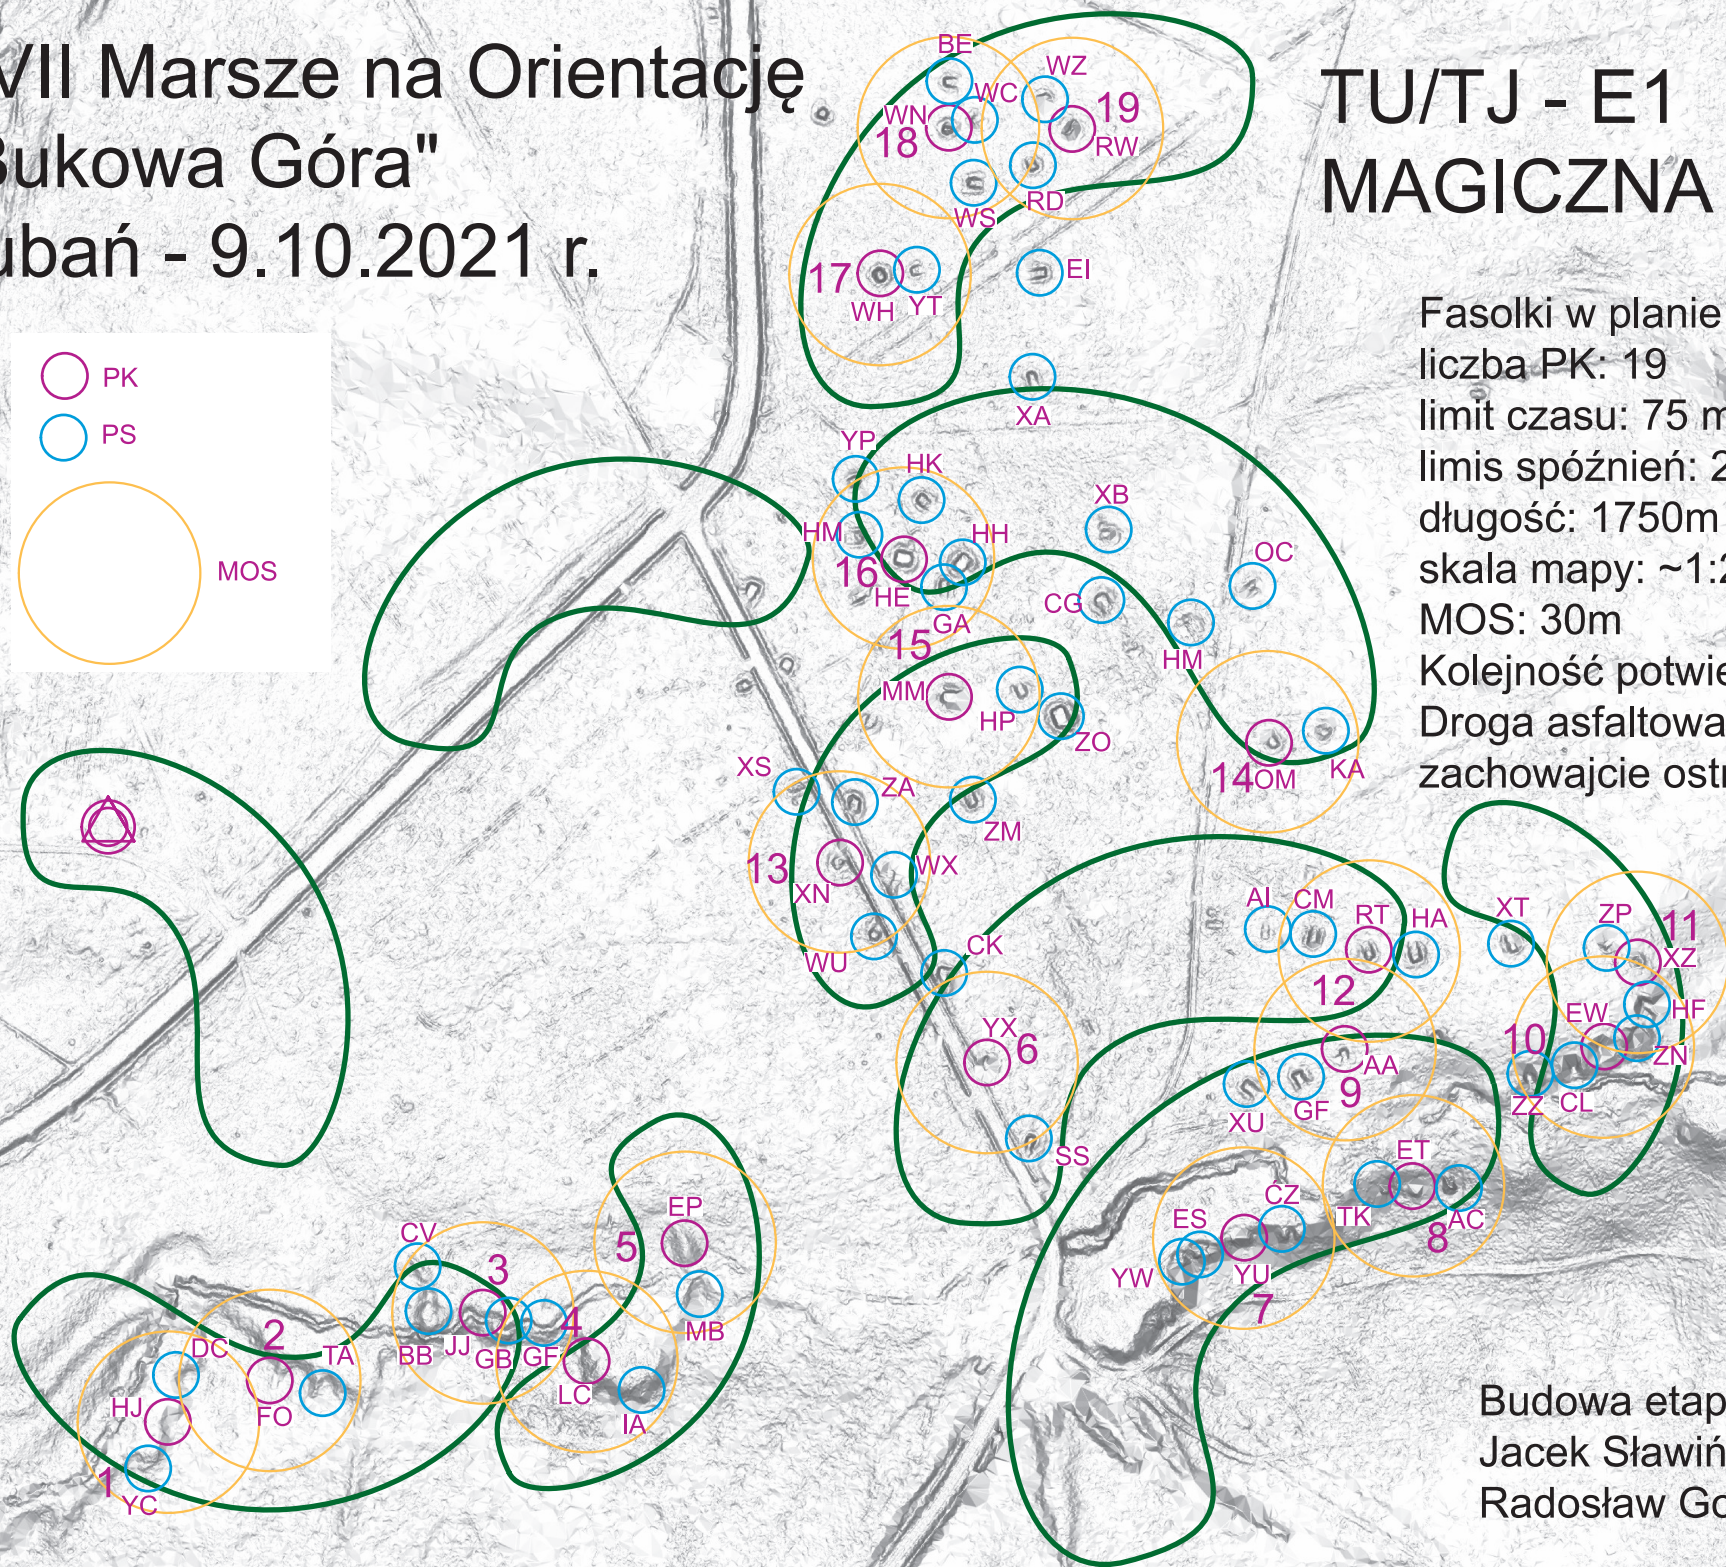 VII Marsze na Orientację
Bukowa Góra"
ubań - 9.10.2021 r.
TU/TJ - E1
MAGICZNA
Fasolki w planie
liczba PK: 19
limit czasu: 75 m
limis spóźnień: 2
długość: 1750m
skala mapy: ~1:2
MOS: 30m
Kolejność potwie
Droga asfaltowa
zachowajcie ostr
PK
PS
MOS
BE
WZ
WC
WN
18
19
RW
WS
RD
17
WH
YT
EI
XA
YP
HK
XB
HM
HH
OC
16
HE
GA
CG
HM
15
MM
HP
ZO
14
OM
KA
XS
ZA
ZM
13
XN
WX
WU
CK
AI
CM
RT
HA
XT
ZP
11
XZ
12
EW
HF
10
ZN
YX
6
AA
XU
GF
9
ZZ
CL
SS
ET
TK
AC
8
ES
CZ
YW
YU
7
EP
5
MB
CV
3
4
BB
JJ
GB
GF
LC
IA
DC
2
TA
HJ
FO
1
YC
Budowa etap
Jacek Sławiń
Radosław Go